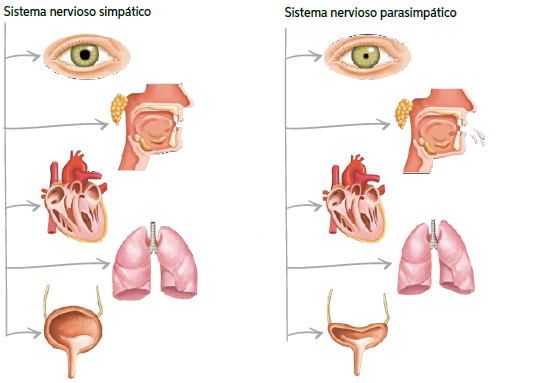 Sistema nervioso simpático
Sistema nervioso parasimpático